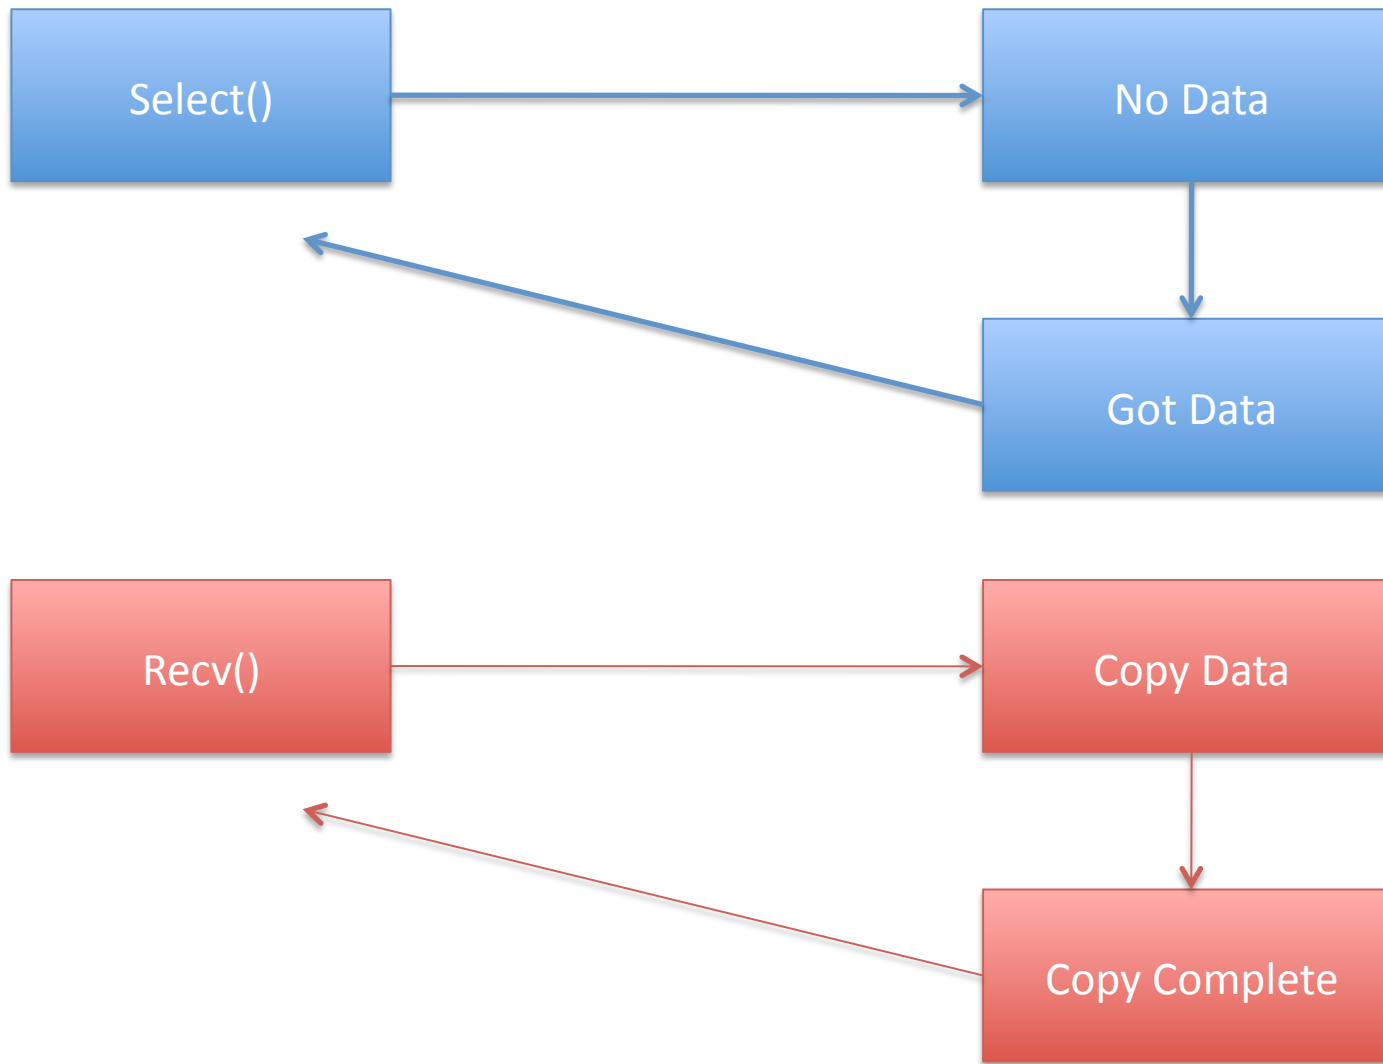 Select()
No Data
Got Data
Recv()
Copy Data
Copy Complete